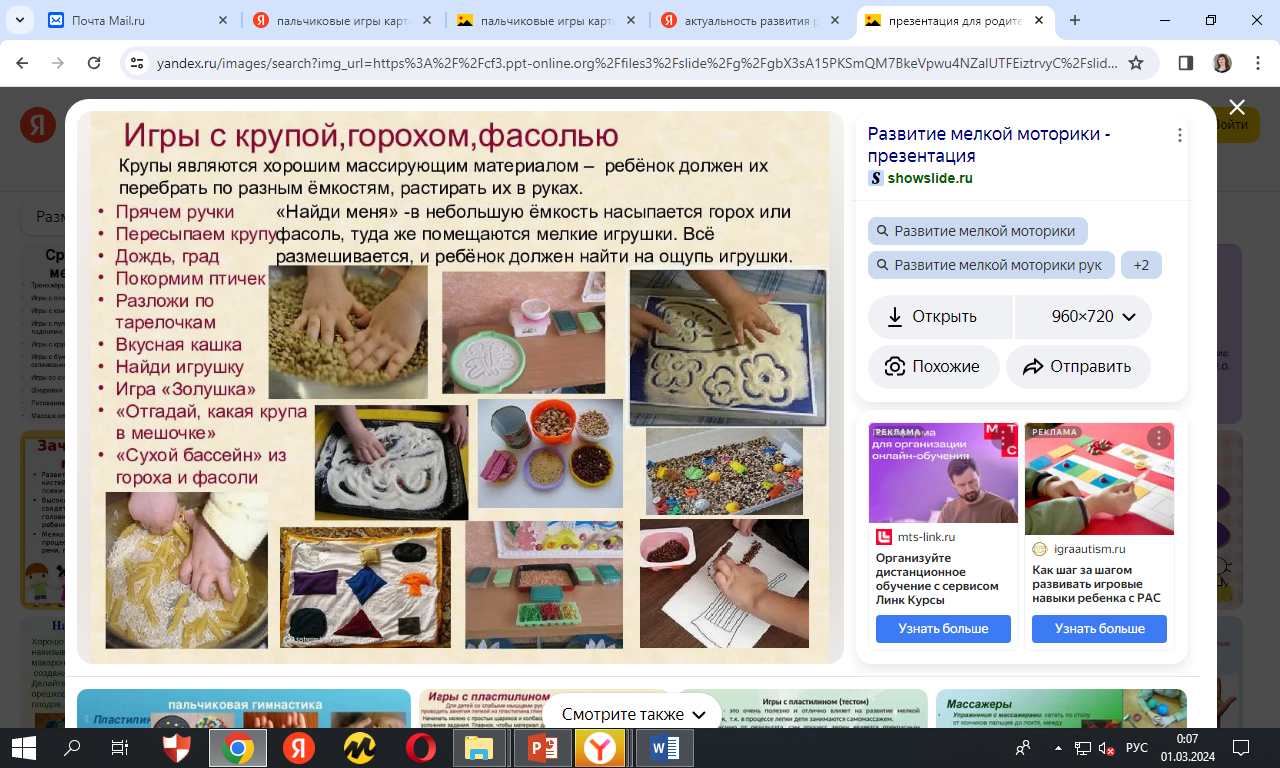 Почта Mail.ru
пальчиковые игры карт
пальчиковые игры карт
актуальность развития р
презентация для родите
yandex.ru/images/search?img_url=https%3A%2F%2Fcf3.ppt-online.org%2Ffiles3%2Fslide%2Fg%2FgbX3sA15PKSmQM7BkeVpwu4NZalUTFEiztrvyC%2Fslid...
Я
Войти
Разм
Игры с крупой,горохом,фасолью
Крупы являются хорошим массирующим материалом – ребёнок должен их
перебрать по разным ёмкостям, растирать их в руках.
• Прячем ручки
• Пересыпаем крупу
• Дождь, град
• Покормим птичек
• Разложи по
тарелочкам
• Вкусная кашка
• Найди игрушку
• Игра «Золушка»
• «Отгадай, какая крупа
в мешочке»
• «Сухой бассейн» из
гороха и фасоли
«Найди меня» -в небольшую ёмкость насыпается горох или
фасоль, туда же помещаются мелкие игрушки. Всё
размешивается, и ребёнок должен найти на ощупь игрушки.
Развитие мелкой моторики -
презентация
showslide.ru
Развитие мелкой моторики
Развитие мелкой моторики рук
+2
Открыть
960×720
Похожие
Отправить
РЕКЛАМА
для организации
онлайн-обучения
МТС
mts-link.ru
Организуйте
дистанционное
обучение с сервисом
Линк Курсы
Узнать больше
РЕКЛАМА
igraautism.ru
Как шаг за шагом
развивать игровые
навыки ребенка с РАС
Узнать больше
пальчиковая гимнастика
Игры с пластилином
Игры с пластилином (тестом)
Массажеры
Смотрите также
РУС
0:07
01.03.2024